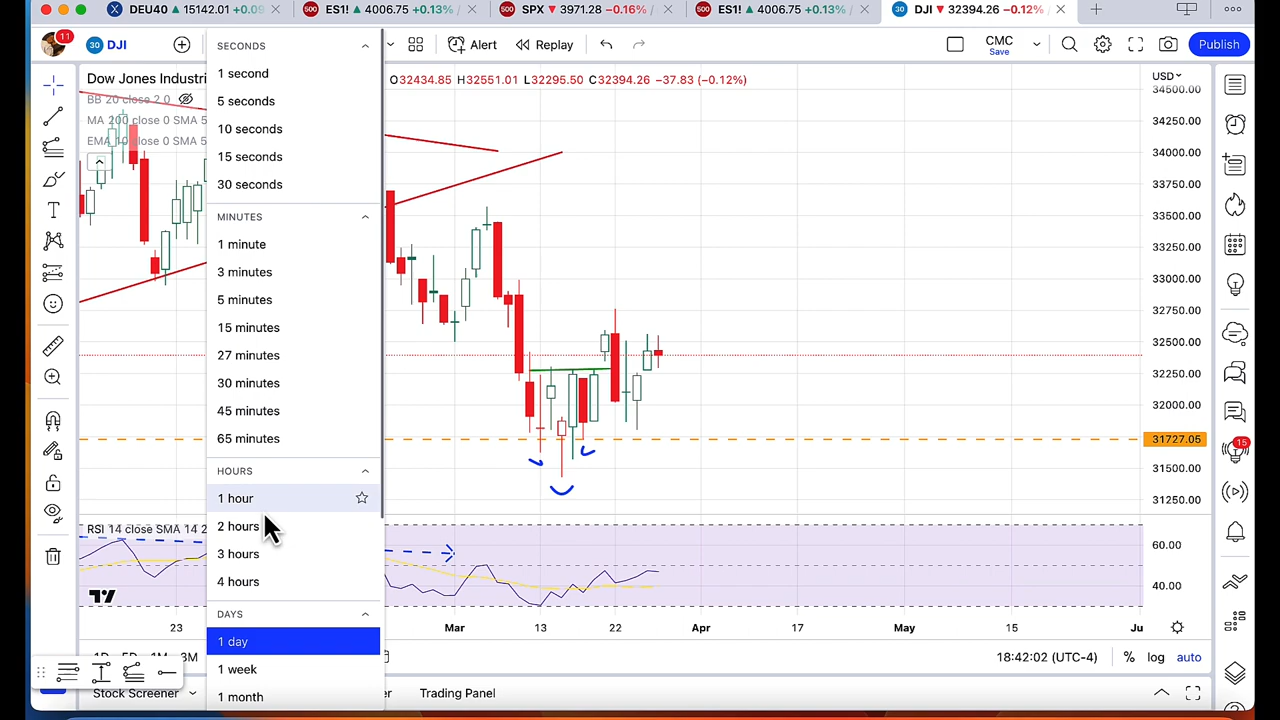 DEU40 ▲ 15142.01 +0.09
ES1! ▲ 4006.75 +0.13%
SPX ▼ 3971.28 −0.16%
ES1! ▲ 4006.75 +0.13%
30 DJI ▼ 32394.26 −0.12%
11
30 DJI
Alert
Replay
CMC
Save
Publish
Dow Jones Industri
O32434.85 H32551.01 L32295.50 C32394.26 −37.83 (−0.12%)
BB 20 close 2 0
MA 200 close 0 SMA 5
EMA 10 close 0 SMA 5
SECONDS
1 second
5 seconds
10 seconds
15 seconds
30 seconds
MINUTES
1 minute
3 minutes
5 minutes
15 minutes
27 minutes
30 minutes
45 minutes
65 minutes
HOURS
1 hour
2 hours
3 hours
4 hours
DAYS
1 day
1 week
1 month
USD
34500.00
34250.00
34000.00
33750.00
33500.00
33250.00
33000.00
32750.00
32500.00
32250.00
32000.00
31727.05
31500.00
31250.00
15
RSI 14 close SMA 14 2
60.00
40.00
23
Mar
13
22
Apr
17
May
15
Ju
18:42:02 (UTC-4)
%
log
auto
Stock Screener
Trading Panel